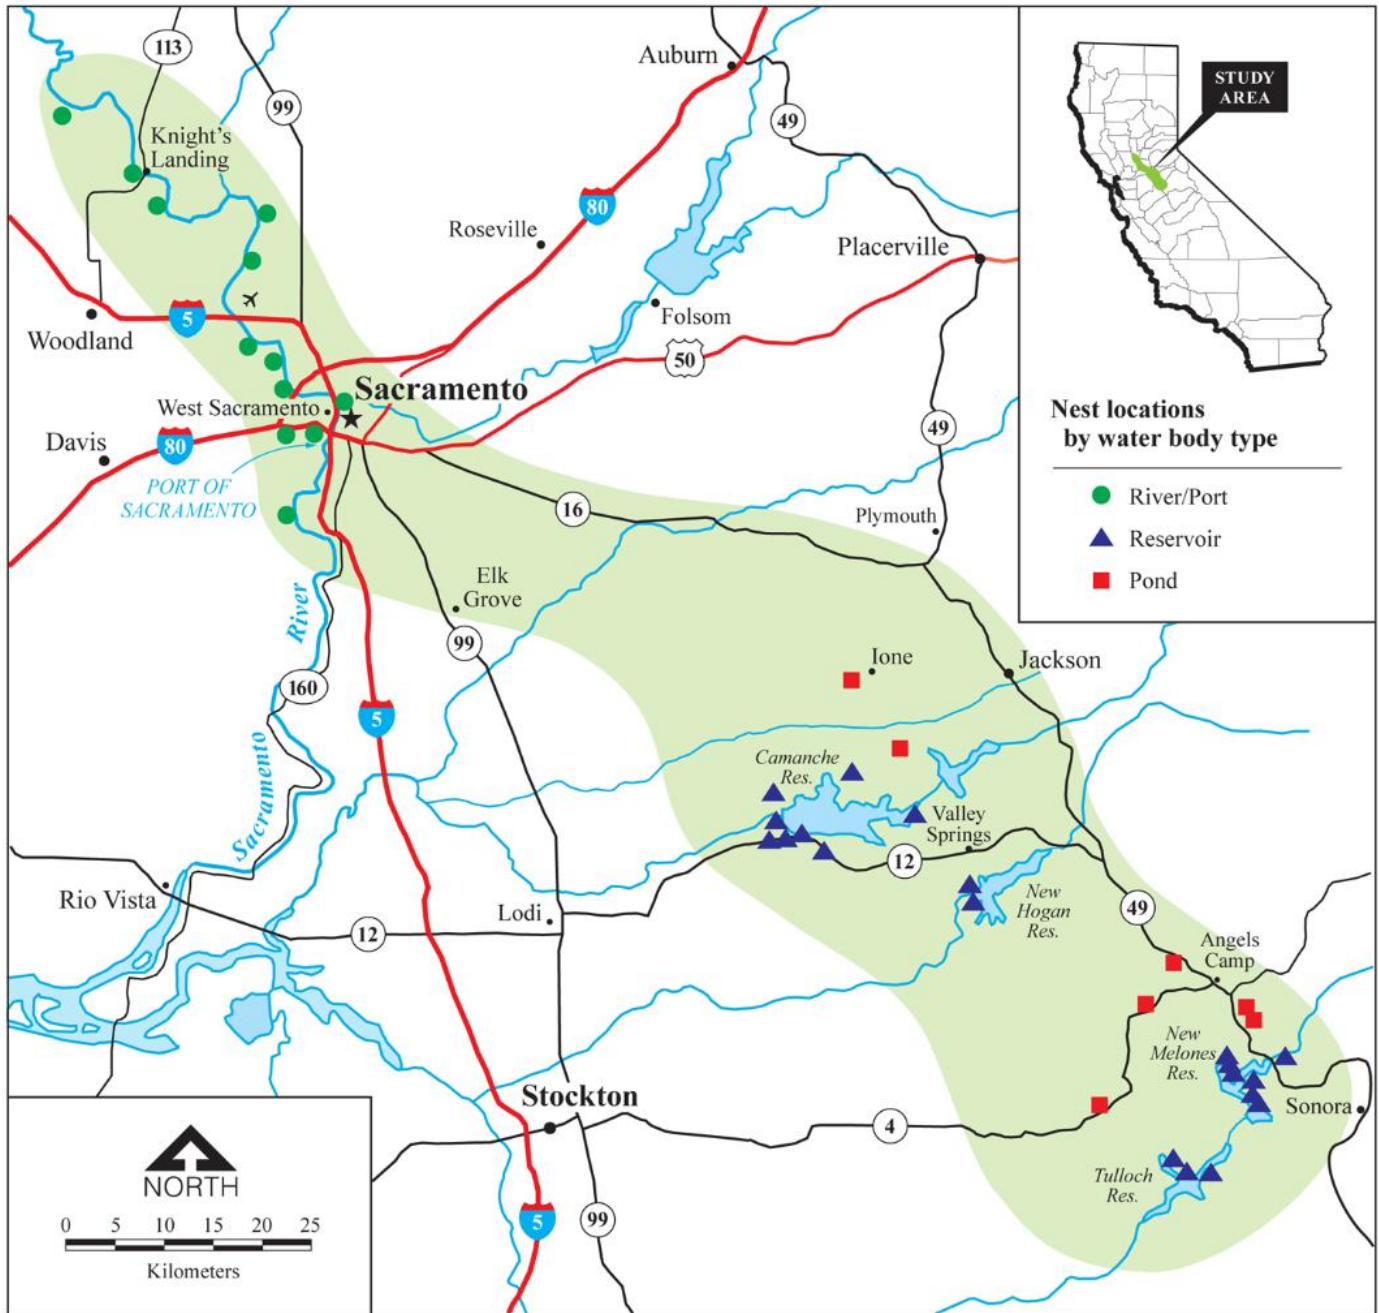 113
99
Auburn
49
Knight's
Landing
80
Roseville
Placerville
STUDY
AREA
5
Woodland
Folsom
50
Sacramento
West Sacramento
49
Davis
80
PORT OF
SACRAMENTO
16
Plymouth
Nest locations
by water body type
River/Port
Reservoir
Pond
Elk
Grove
River
99
Ione
Jackson
160
5
Sacramento
Camanche
Res.
Valley
Springs
12
Rio Vista
Lodi
New
Hogan
Res.
49
12
Angels
Camp
New
Melones
Res.
Stockton
Sonora
4
NORTH
Tulloch
Res.
0 5 10 15 20 25
Kilometers
5
99